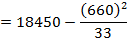 = 18450 − (660)² / 33